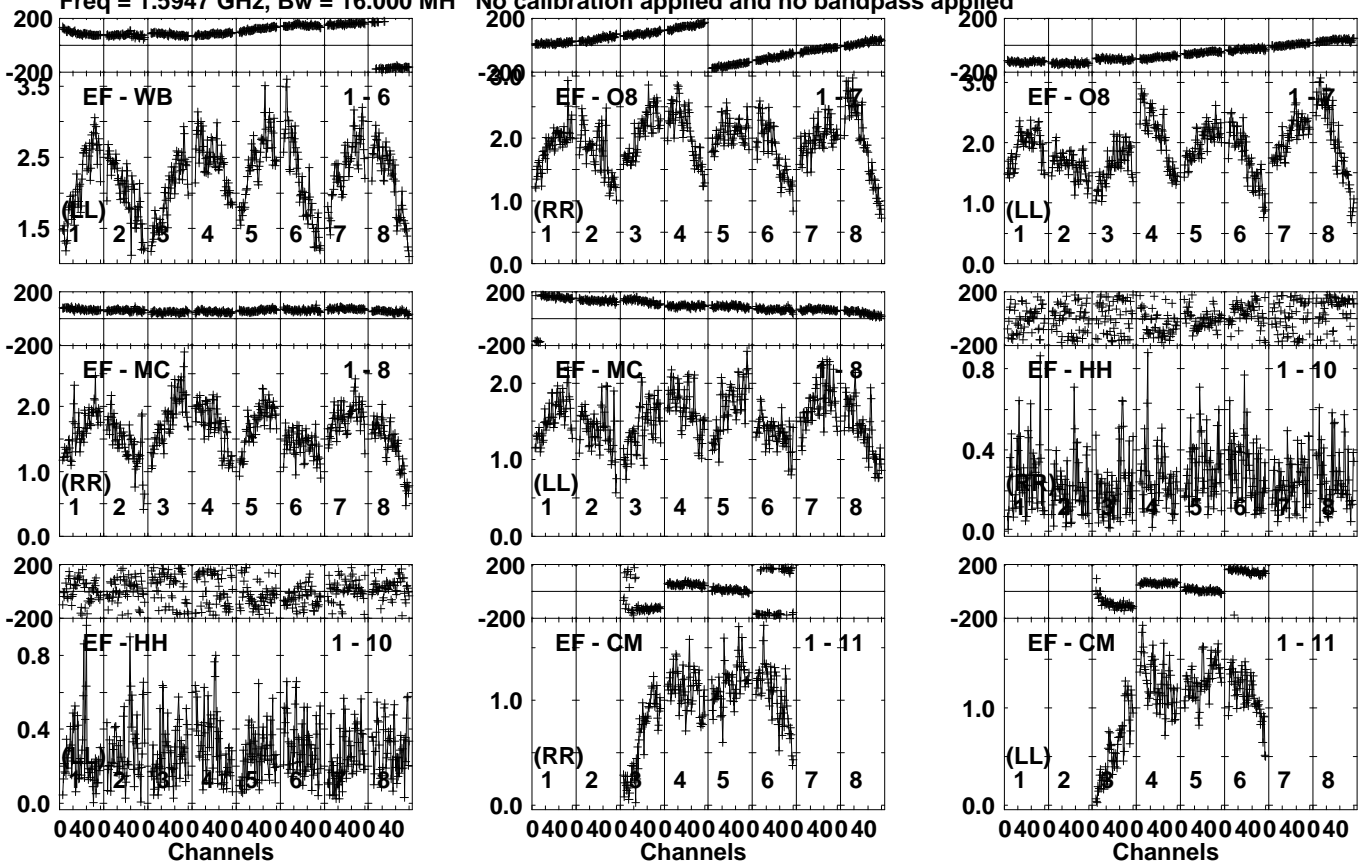 Freq = 1.5947 GHz, Bw = 16.000 MH No calibration applied and no bandpass applied
200
-200
3.5
2.5
1.5
EF - WB 1 - 6
(LL)
1 2 3 4 5 6 7 8
200
-200
3.0
2.0
1.0
0.0
EF - O8 1 - 7
(RR)
1 2 3 4 5 6 7 8
200
-200
3.0
2.0
1.0
0.0
EF - O8 1 - 7
(LL)
1 2 3 4 5 6 7 8
200
-200
2.0
1.0
0.0
EF - MC 1 - 8
(RR)
1 2 3 4 5 6 7 8
200
-200
2.0
1.0
0.0
EF - MC 1 - 8
(LL)
1 2 3 4 5 6 7 8
200
-200
0.8
0.4
0.0
EF - HH 1 - 10
(RR)
1 2 3 4 5 6 7 8
200
-200
0.8
0.4
0.0
EF - HH 1 - 10
(LL)
1 2 3 4 5 6 7 8
0 40 0 40 0 40 0 40 0 40 0 40 0 40 0 40
Channels
200
-200
1.0
0.0
EF - CM 1 - 11
(RR)
1 2 3 4 5 6 7 8
0 40 0 40 0 40 0 40 0 40 0 40 0 40 0 40
Channels
200
-200
1.0
0.0
EF - CM 1 - 11
(LL)
1 2 3 4 5 6 7 8
0 40 0 40 0 40 0 40 0 40 0 40 0 40 0 40
Channels